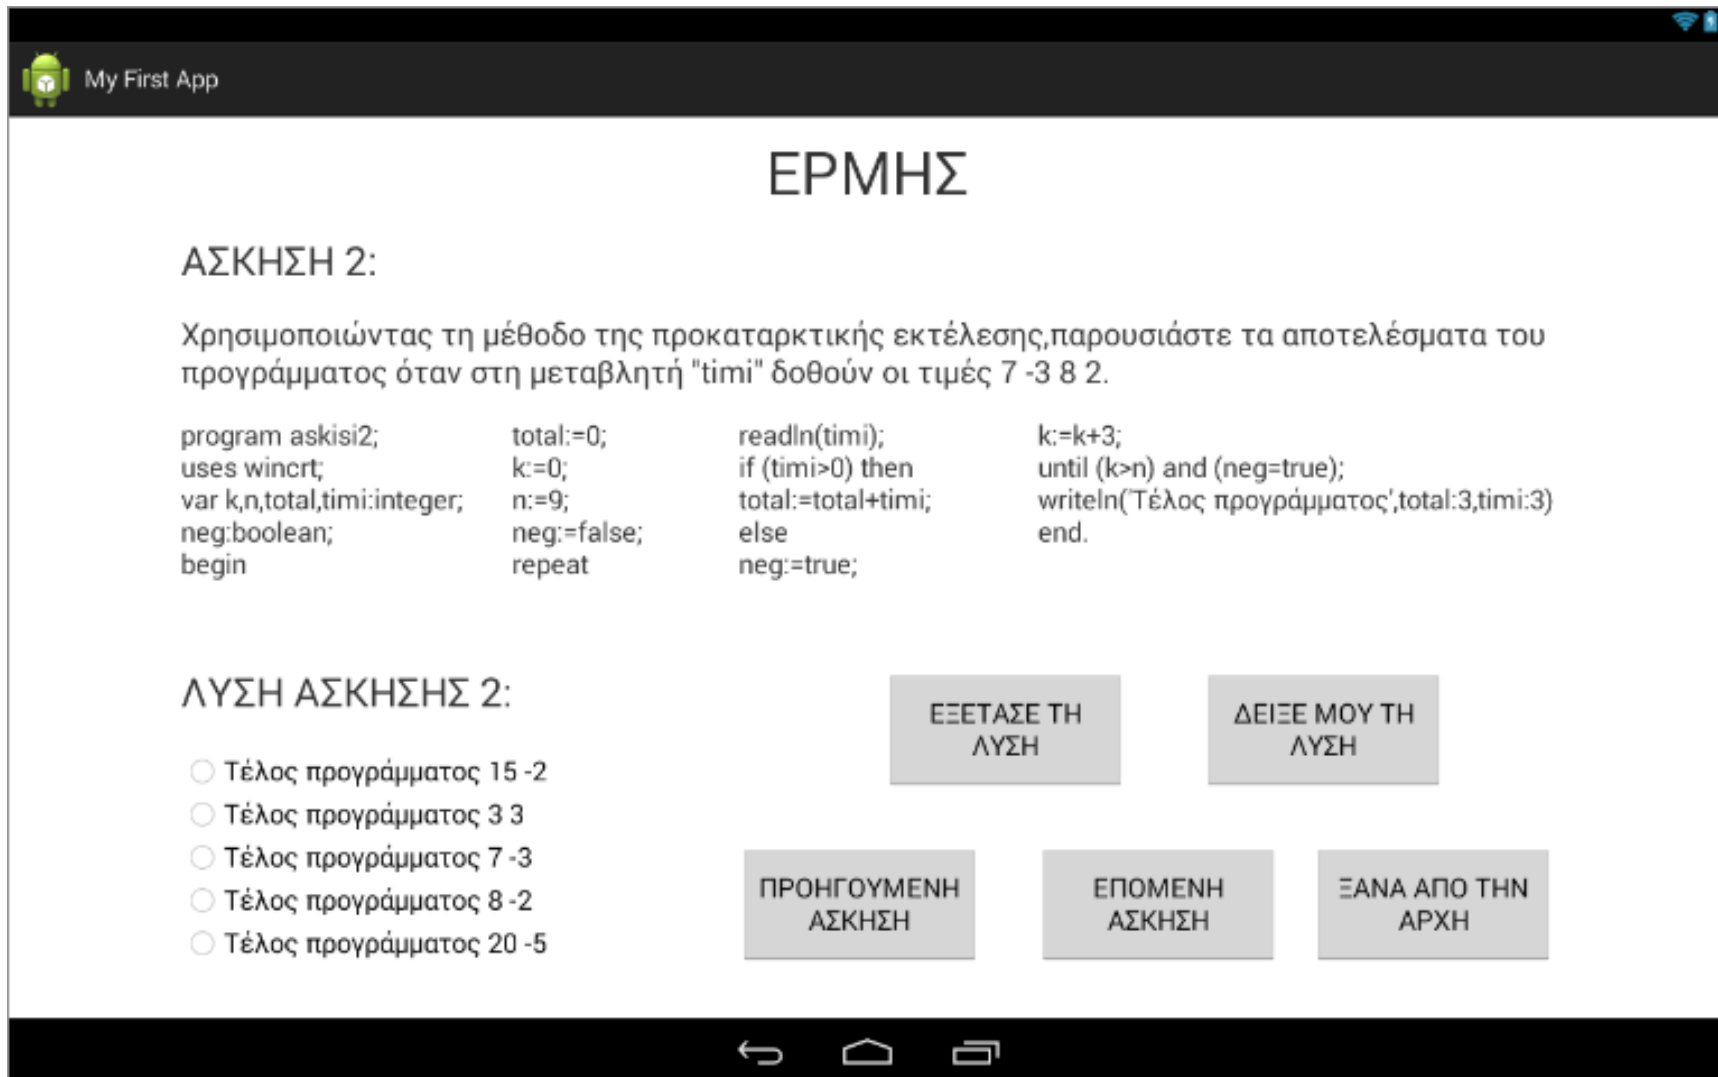 My First App
ΕΡΜΗΣ
ΑΣΚΗΣΗ 2:
Χρησιμοποιώντας τη μέθοδο της προκαταρκτικής εκτέλεσης,παρουσιάστε τα αποτελέσματα του
προγράμματος όταν στη μεταβλητή "timi" δοθούν οι τιμές 7 -3 8 2.
program askisi2;
uses wincrt;
var k,n,total,timi:integer;
neg:boolean;
begin
total:=0;
k:=0;
n:=9;
neg:=false;
repeat
readln(timi);
if (timi>0) then
total:=total+timi;
else
neg:=true;
k:=k+3;
until (k>n) and (neg=true);
writeln('Τέλος προγράμματος',total:3,timi:3)
end.
ΛΥΣΗ ΑΣΚΗΣΗΣ 2:
Τέλος προγράμματος 15 -2
Τέλος προγράμματος 3 3
Τέλος προγράμματος 7 -3
Τέλος προγράμματος 8 -2
Τέλος προγράμματος 20 -5
ΕΞΕΤΑΣΕ ΤΗ
ΛΥΣΗ
ΔΕΙΞΕ ΜΟΥ ΤΗ
ΛΥΣΗ
ΠΡΟΗΓΟΥΜΕΝΗ
ΑΣΚΗΣΗ
ΕΠΟΜΕΝΗ
ΑΣΚΗΣΗ
ΞΑΝΑ ΑΠΟ ΤΗΝ
ΑΡΧΗ